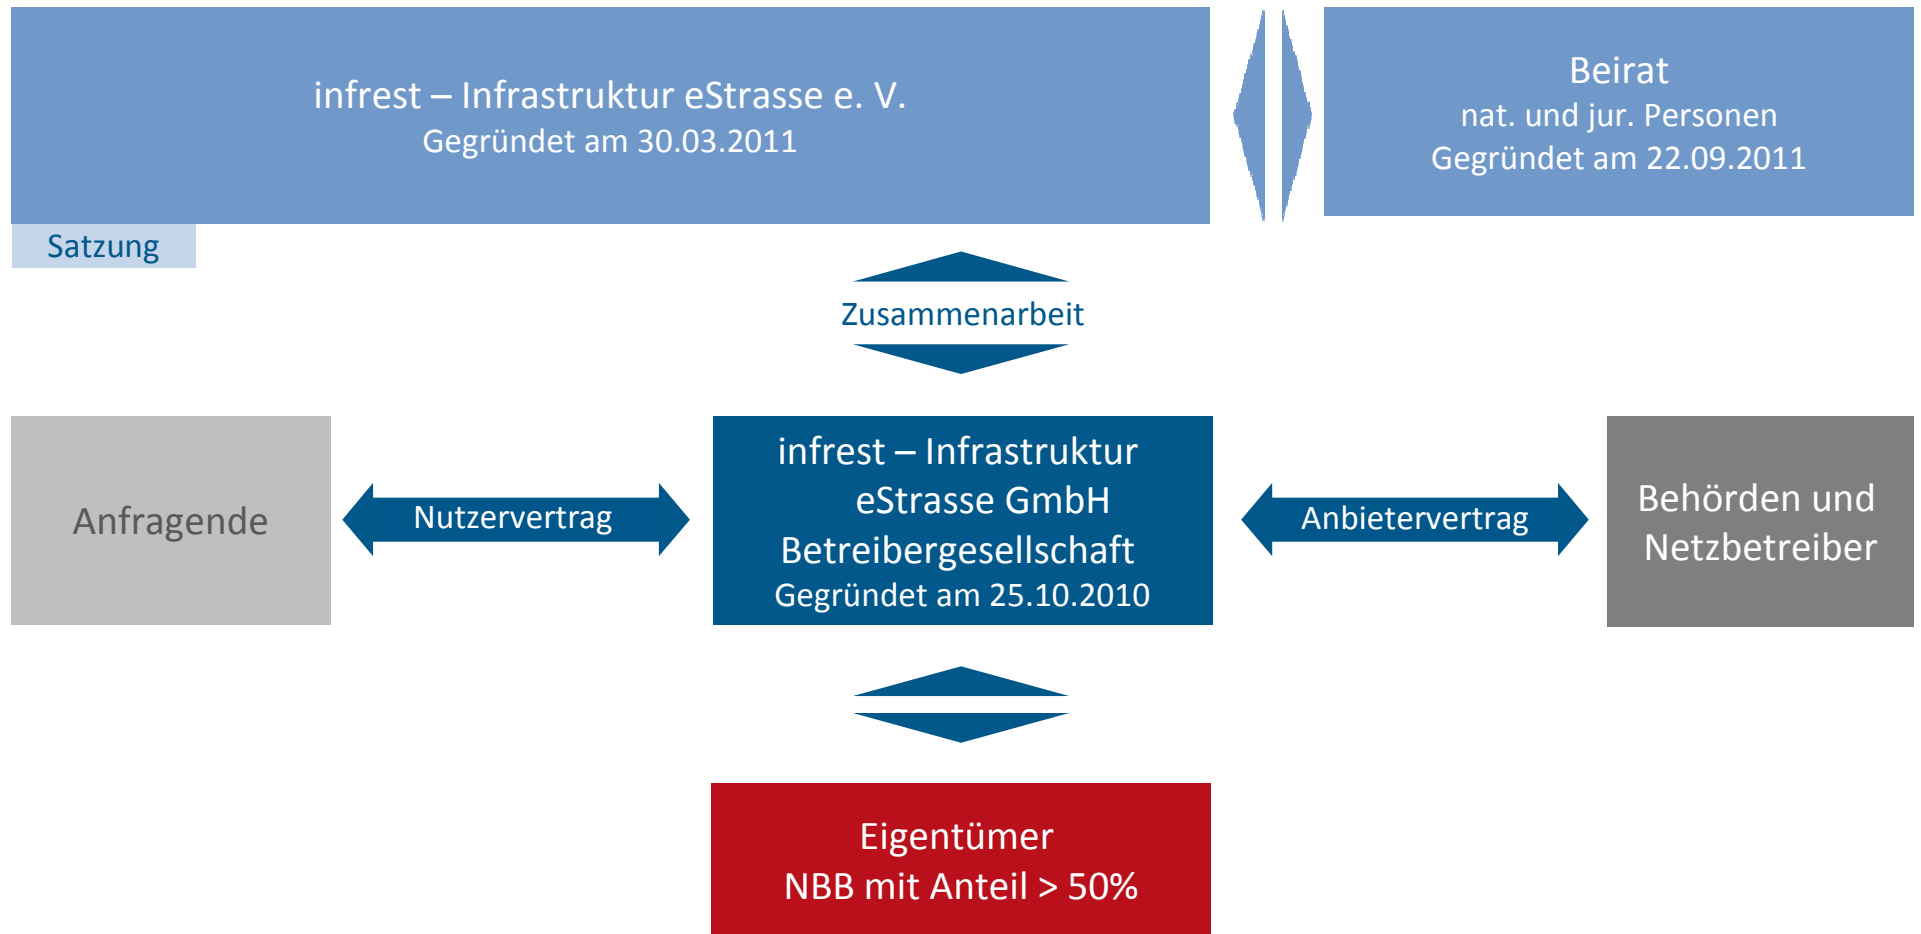 infrest – Infrastruktur eStrasse e. V.
Gegründet am 30.03.2011
Beirat
nat. und jur. Personen
Gegründet am 22.09.2011
Satzung
Zusammenarbeit
Anfragende
Nutzervertrag
infrest – Infrastruktur
eStrasse GmbH
Betreibergesellschaft
Gegründet am 25.10.2010
Anbietervertrag
Behörden und
Netzbetreiber
Eigentümer
NBB mit Anteil > 50%